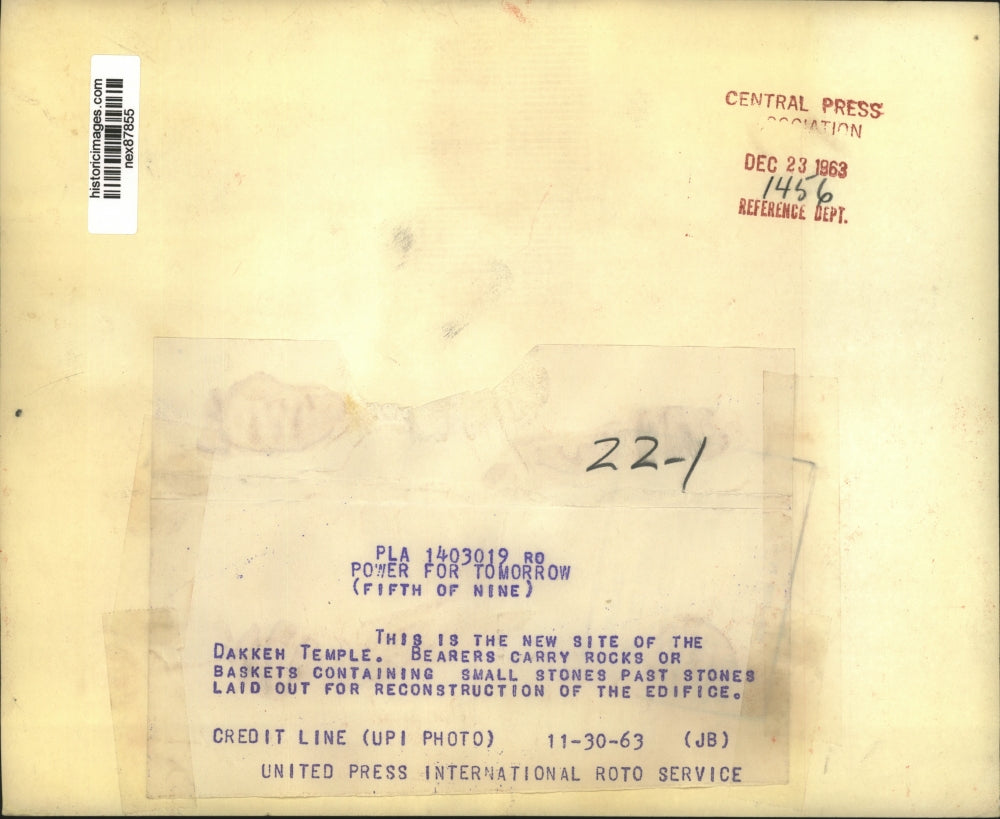 historicimages.com
nex87855
CENTRAL PRESS
DEC 23 1963
1456
REFERENCE DEPT.
22-1
PLA 1403019 RO
POWER FOR TOMORROW
(FIFTH OF NINE)
THIS IS THE NEW SITE OF THE
DAKKEH TEMPLE. BEARERS CARRY ROCKS OR
BASKETS CONTAINING SMALL STONES PAST STONES
LAID OUT FOR RECONSTRUCTION OF THE EDIFICE.
CREDIT LINE (UPI PHOTO) 11-30-63 (JB)
UNITED PRESS INTERNATIONAL ROTO SERVICE